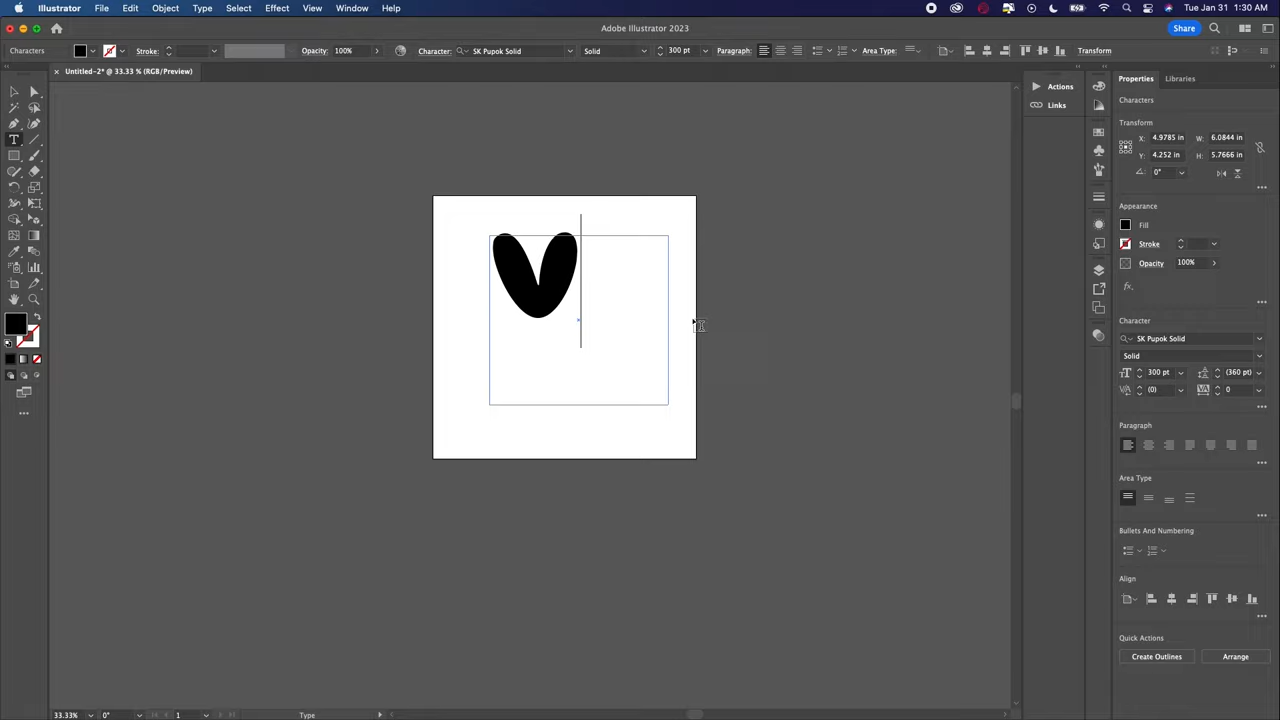 Illustrator File Edit Object Type Select Effect View Window Help Tue Jan 31 1:30 AM
Adobe Illustrator 2023 Share
Characters Stroke: Opacity: 100% Character: SK Pupok Solid Solid 300 pt Paragraph: Area Type: Transform
× Untitled-2* @ 33.33 % (RGB/Preview)
Actions
Links
Properties Libraries
Characters
Transform
X: 4.9785 in W: 6.0844 in
Y: 4.252 in H: 5.7666 in
0°
Appearance
Fill
Stroke
Opacity 100%
fx.
Character
SK Pupok Solid
Solid
300 pt (360 pt)
(0) 0
Paragraph
Area Type
Bullets And Numbering
Align
Quick Actions
Create Outlines Arrange
V
33.33% 0° 1 Type